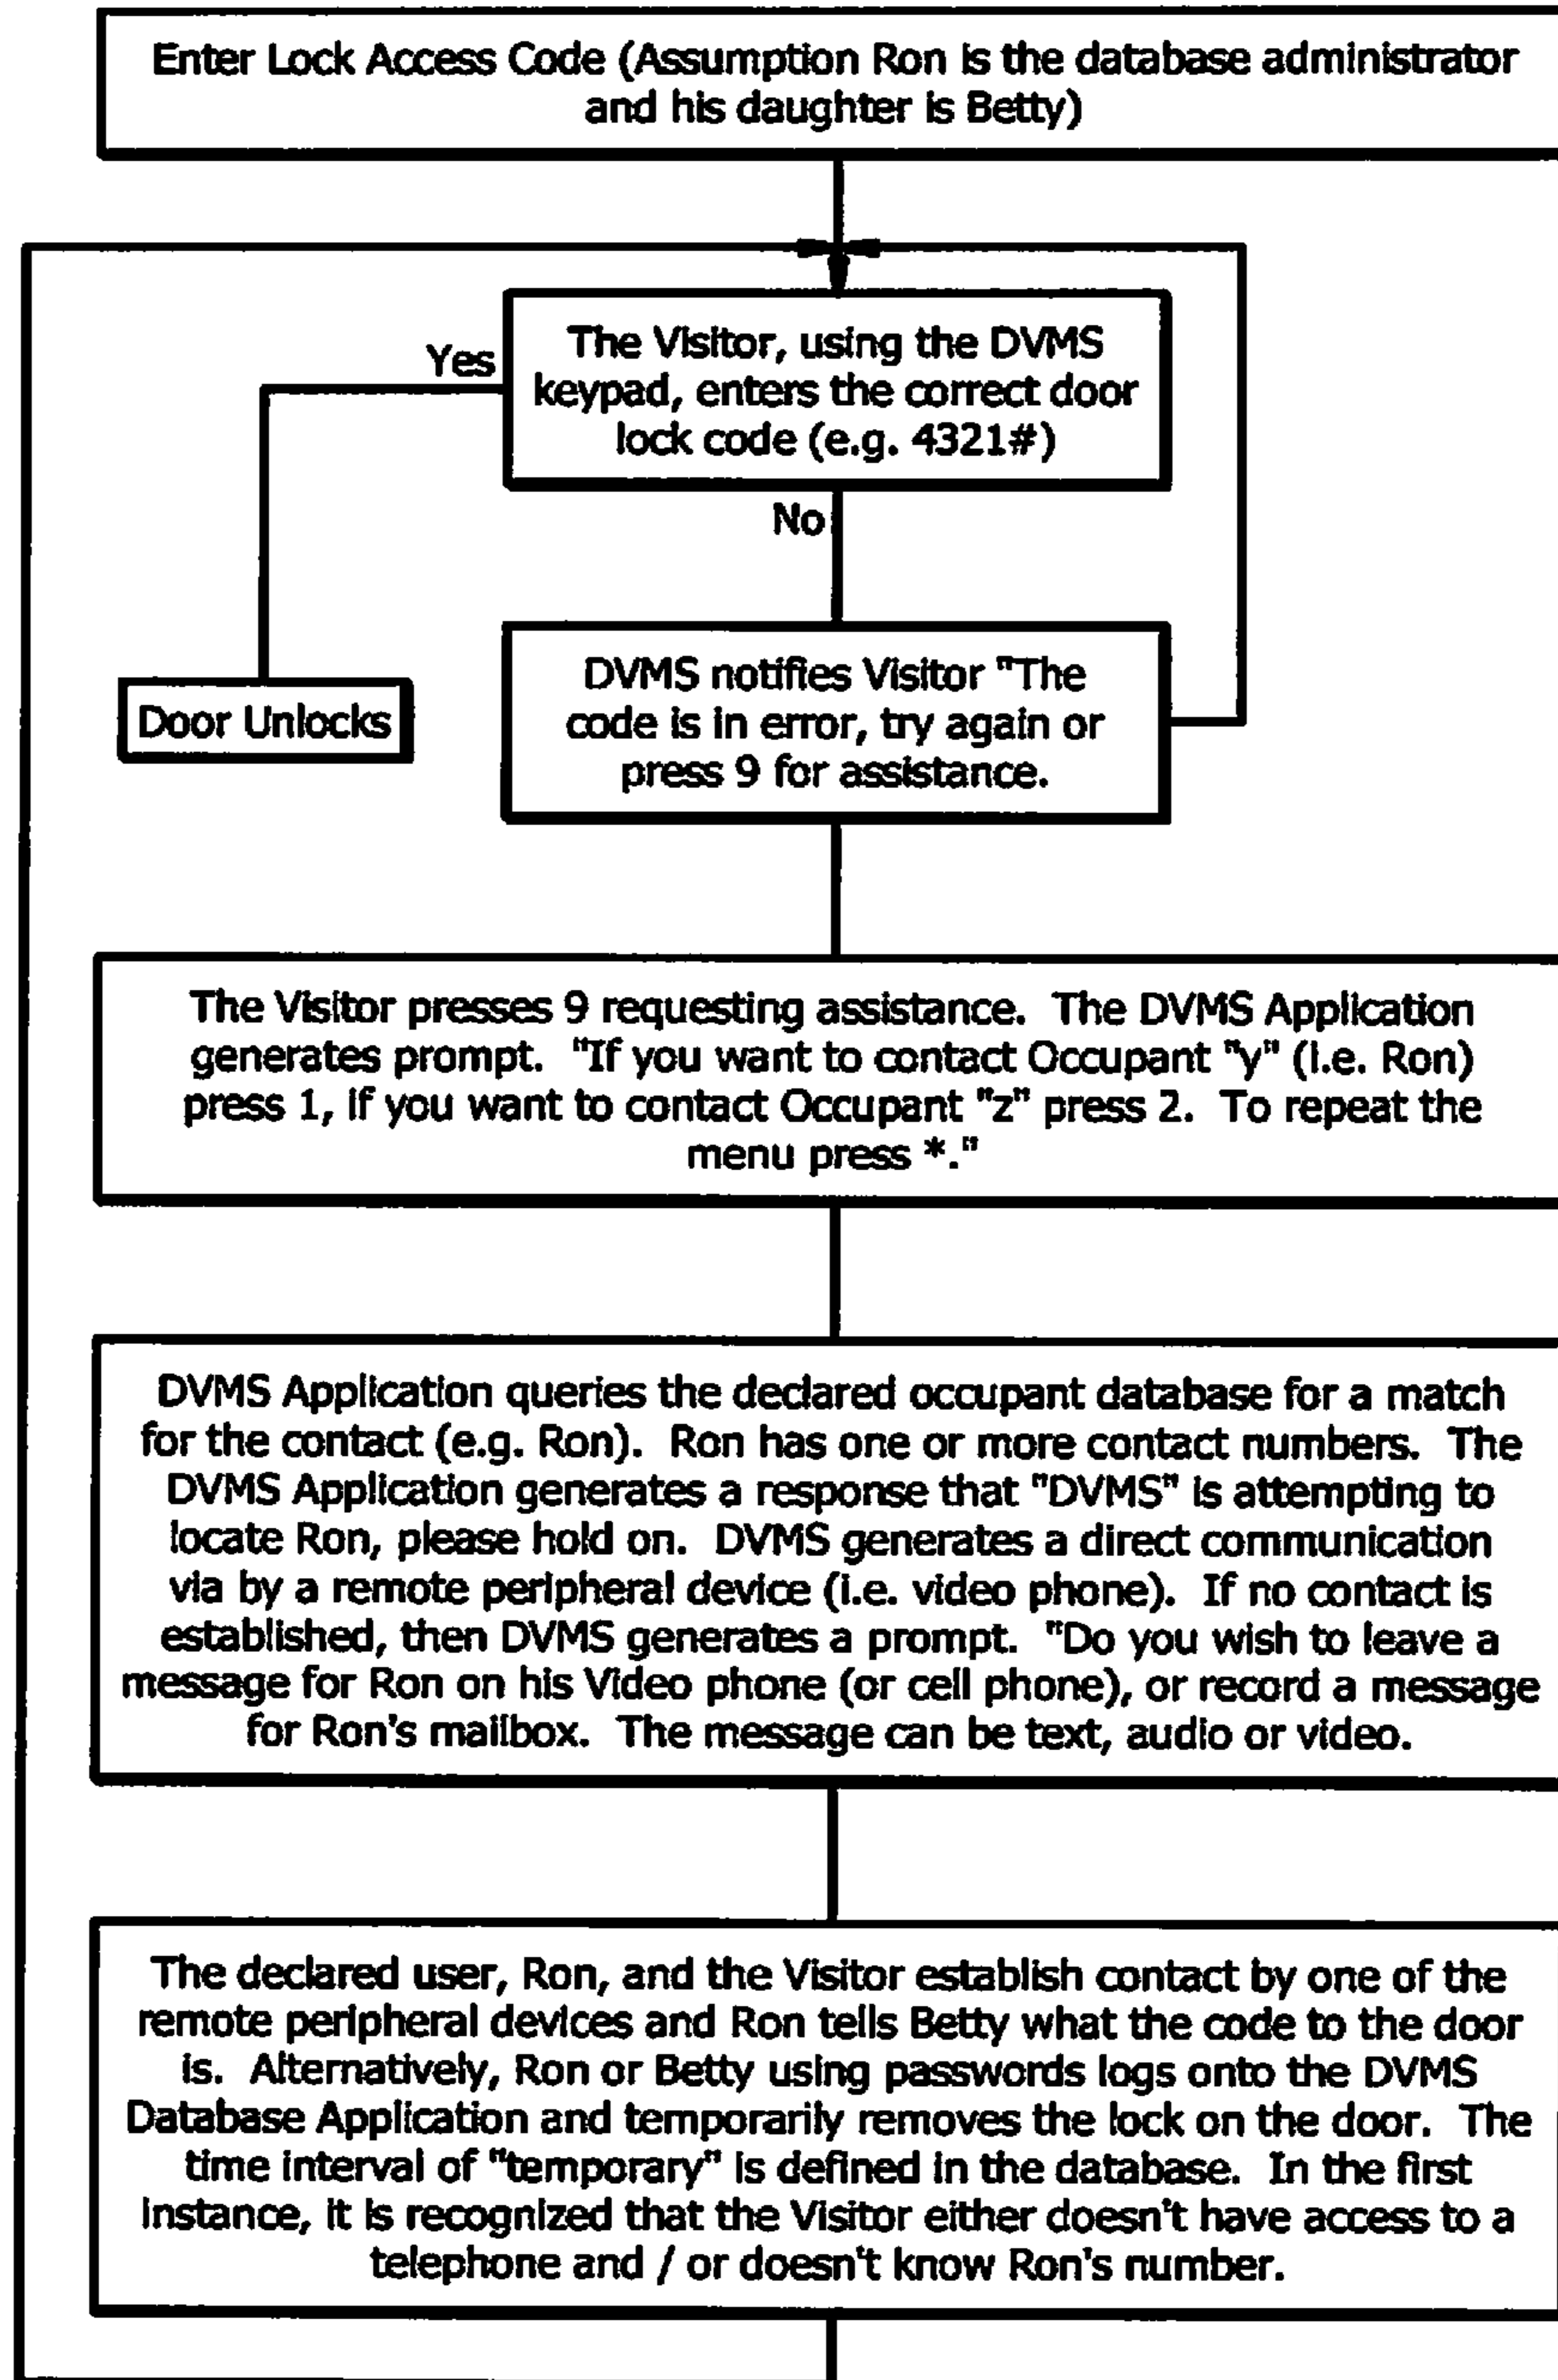 Enter Lock Access Code (Assumption Ron is the database administrator
and his daughter is Betty)
The Visitor, using the DVMS
keypad, enters the correct door
lock code (e.g. 4321#)
Yes
No
DVMS notifies Visitor "The
code is in error, try again or
press 9 for assistance.
Door Unlocks
The Visitor presses 9 requesting assistance. The DVMS Application
generates prompt. "If you want to contact Occupant "y" (i.e. Ron)
press 1, if you want to contact Occupant "z" press 2. To repeat the
menu press *."
DVMS Application queries the declared occupant database for a match
for the contact (e.g. Ron). Ron has one or more contact numbers. The
DVMS Application generates a response that "DVMS" is attempting to
locate Ron, please hold on. DVMS generates a direct communication
via by a remote peripheral device (i.e. video phone). If no contact is
established, then DVMS generates a prompt. "Do you wish to leave a
message for Ron on his Video phone (or cell phone), or record a message
for Ron's mailbox. The message can be text, audio or video.
The declared user, Ron, and the Visitor establish contact by one of the
remote peripheral devices and Ron tells Betty what the code to the door
is. Alternatively, Ron or Betty using passwords logs onto the DVMS
Database Application and temporarily removes the lock on the door. The
time interval of "temporary" is defined in the database. In the first
instance, it is recognized that the Visitor either doesn't have access to a
telephone and / or doesn't know Ron's number.